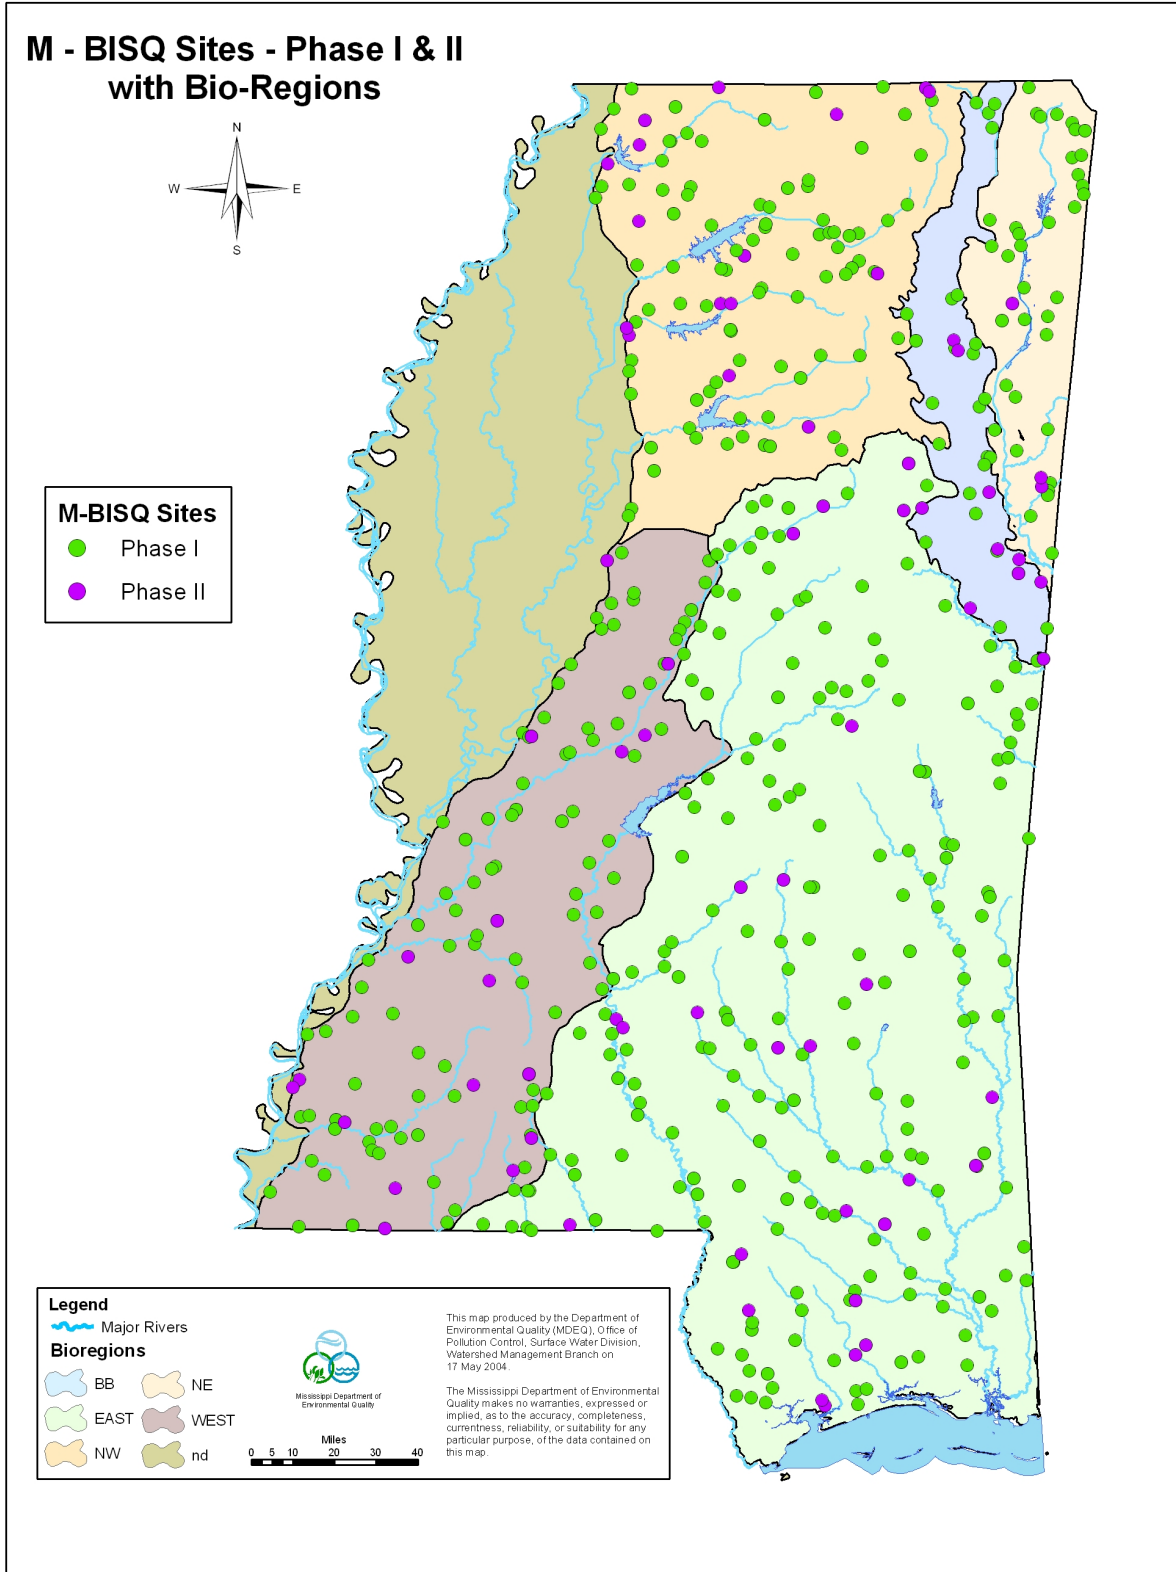 M - BISQ Sites - Phase I & II
with Bio-Regions
N
W
E
S
M-BISQ Sites
Phase I
Phase II
Legend
Major Rivers
Bioregions
BB
NE
EAST
WEST
NW
nd
Mississippi Department of
Environmental Quality
Miles
0 5 10 20 30 40
This map produced by the Department of
Environmental Quality (MDEQ), Office of
Pollution Control, Surface Water Division,
Watershed Management Branch on
17 May 2004.
The Mississippi Department of Environmental
Quality makes no warranties, expressed or
implied, as to the accuracy, completeness,
currentness, reliability, or suitability for any
particular purpose, of the data contained on
this map.